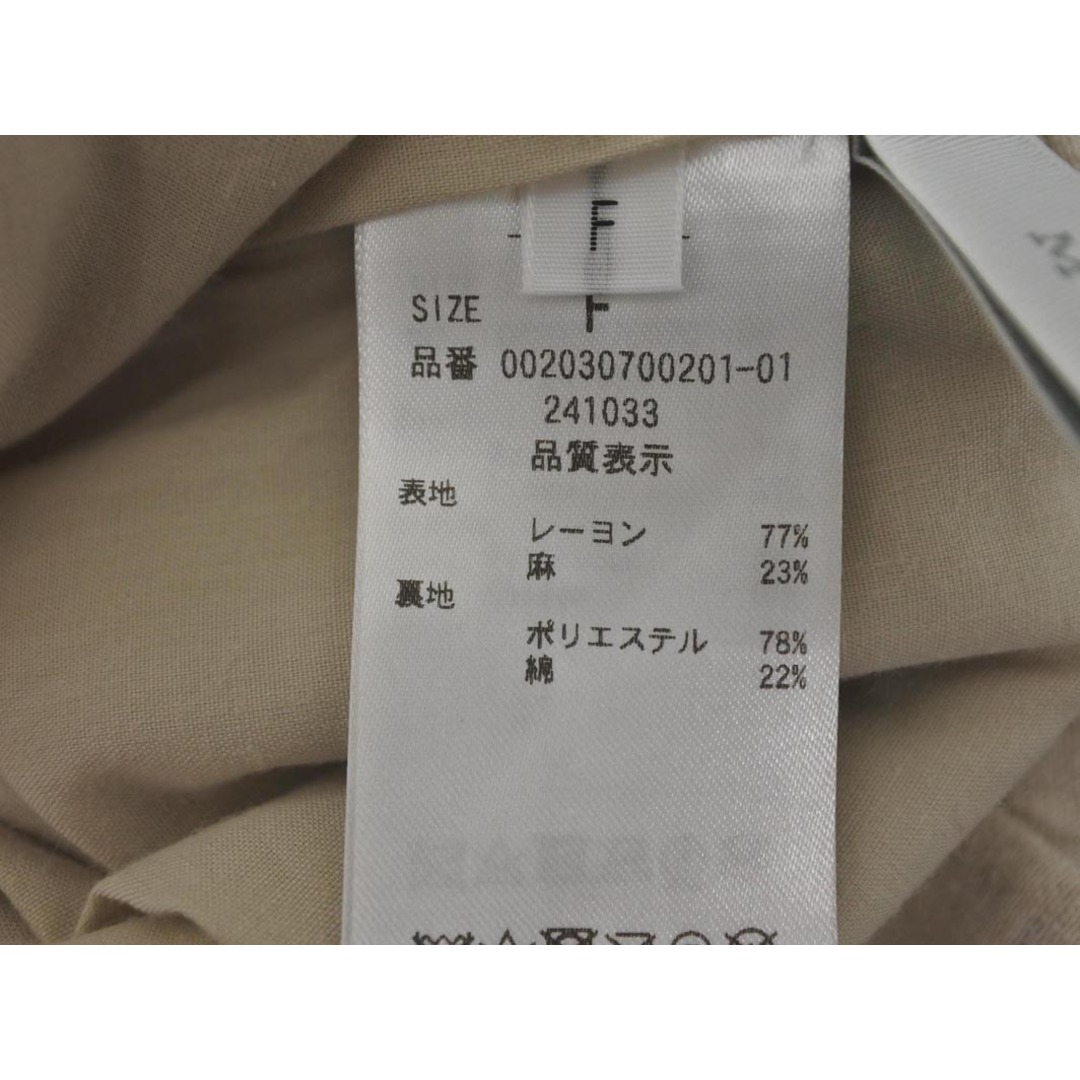 F
SIZE F
品番 002030700201-01
241033
品質表示
表地
レーヨン 77%
麻 23%
裏地
ポリエステル 78%
綿 22%
M